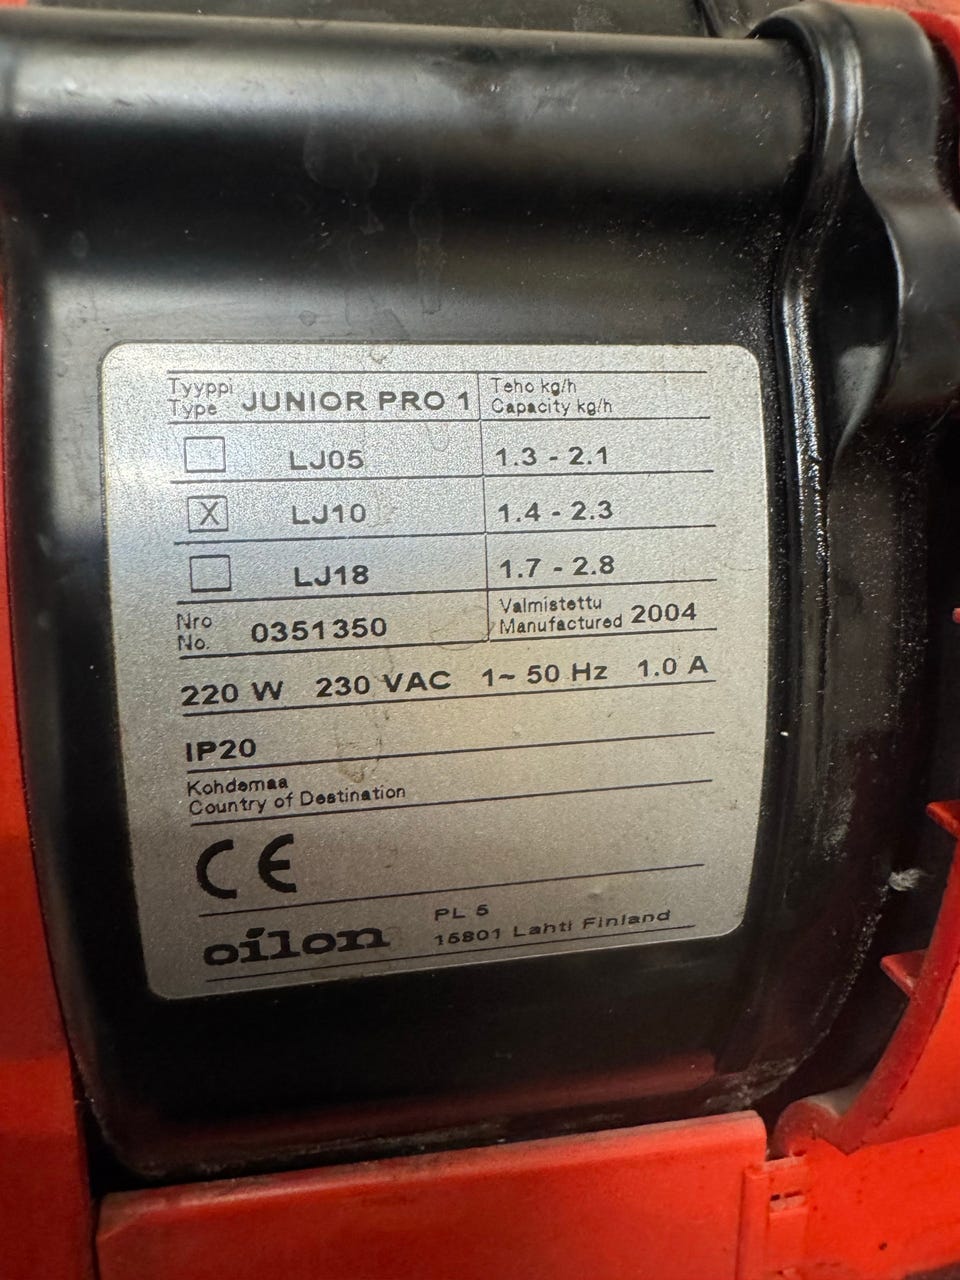 Tyyppi
Type JUNIOR PRO 1
Teho kg/h
Capacity kg/h
LJ05 1.3 - 2.1
X LJ10 1.4 - 2.3
LJ18 1.7 - 2.8
Nro
No. 0351350
Valmistettu
Manufactured 2004
220 W 230 VAC 1~ 50 Hz 1.0 A
IP20
Kohdemaa
Country of Destination
CE
oilon
PL 5
15801 Lahti Finland